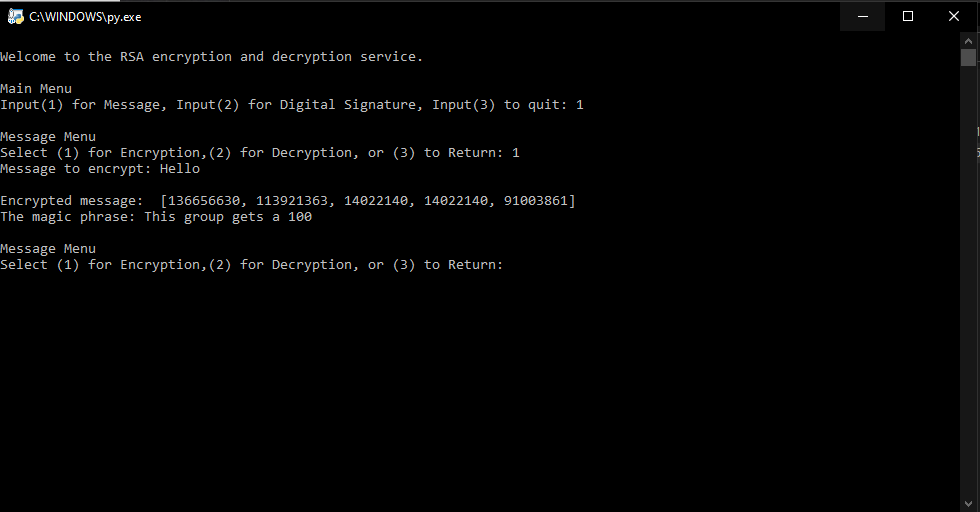 C:\WINDOWS\py.exe
Welcome to the RSA encryption and decryption service.
Main Menu
Input(1) for Message, Input(2) for Digital Signature, Input(3) to quit: 1
Message Menu
Select (1) for Encryption,(2) for Decryption, or (3) to Return: 1
Message to encrypt: Hello
Encrypted message:  [136656630, 113921363, 14022140, 14022140, 91003861]
The magic phrase: This group gets a 100
Message Menu
Select (1) for Encryption,(2) for Decryption, or (3) to Return: